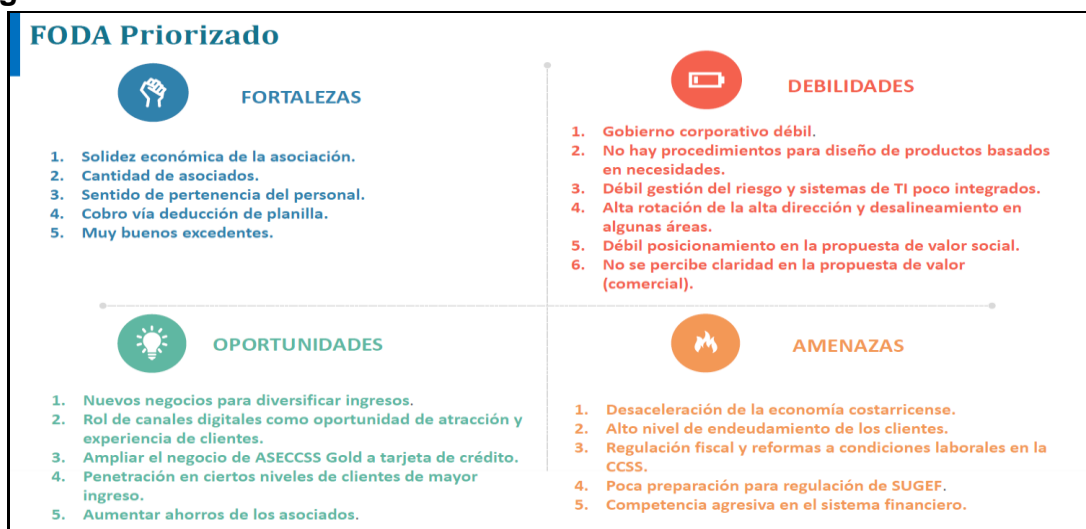 FODA Priorizado
FORTALEZAS
1. Solidez económica de la asociación.
2. Cantidad de asociados.
3. Sentido de pertenencia del personal.
4. Cobro vía deducción de planilla.
5. Muy buenos excedentes.
DEBILIDADES
1. Gobierno corporativo débil.
2. No hay procedimientos para diseño de productos basados
en necesidades.
3. Débil gestión del riesgo y sistemas de TI poco integrados.
4. Alta rotación de la alta dirección y desalineamiento en
algunas áreas.
5. Débil posicionamiento en la propuesta de valor social.
6. No se percibe claridad en la propuesta de valor
(comercial).
OPORTUNIDADES
1. Nuevos negocios para diversificar ingresos.
2. Rol de canales digitales como oportunidad de atracción y
experiencia de clientes.
3. Ampliar el negocio de ASECCSS Gold a tarjeta de crédito.
4. Penetración en ciertos niveles de clientes de mayor
ingreso.
5. Aumentar ahorros de los asociados.
AMENAZAS
1. Desaceleración de la economía costarricense.
2. Alto nivel de endeudamiento de los clientes.
3. Regulación fiscal y reformas a condiciones laborales en la
CCSS.
4. Poca preparación para regulación de SUGEF.
5. Competencia agresiva en el sistema financiero.